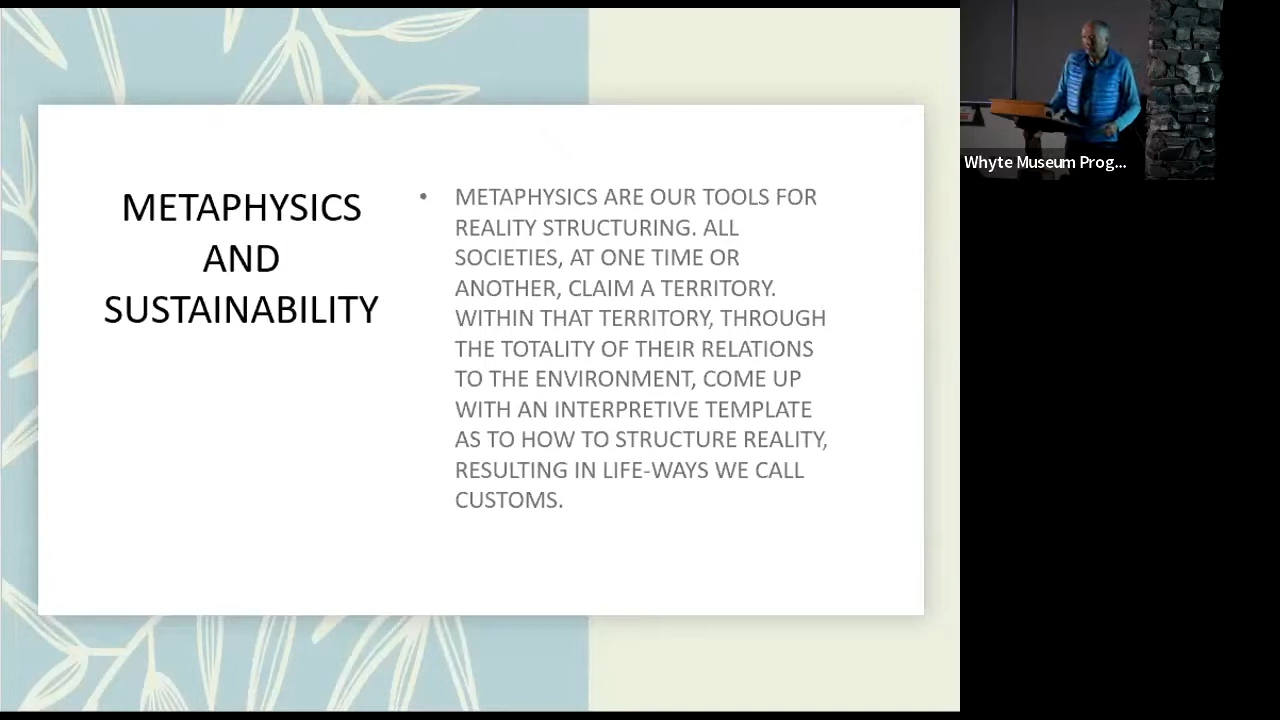 METAPHYSICS
AND
SUSTAINABILITY
• METAPHYSICS ARE OUR TOOLS FOR
REALITY STRUCTURING. ALL
SOCIETIES, AT ONE TIME OR
ANOTHER, CLAIM A TERRITORY.
WITHIN THAT TERRITORY, THROUGH
THE TOTALITY OF THEIR RELATIONS
TO THE ENVIRONMENT, COME UP
WITH AN INTERPRETIVE TEMPLATE
AS TO HOW TO STRUCTURE REALITY,
RESULTING IN LIFE-WAYS WE CALL
CUSTOMS.
Whyte Museum Prog...